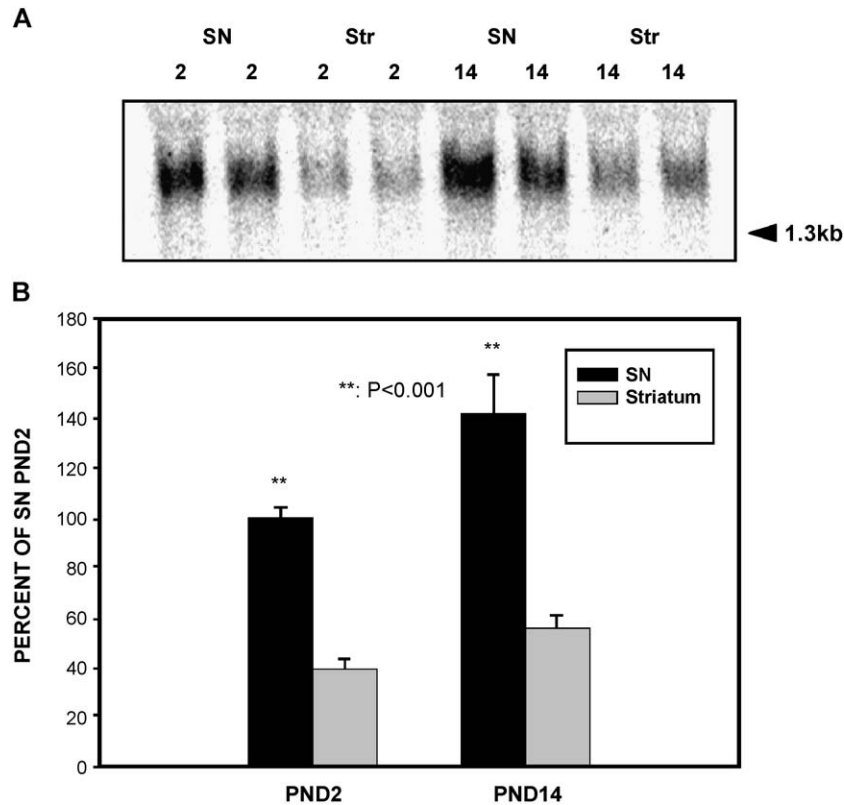 A
SN Str SN Str
2 2 2 2 14 14 14 14
1.3kb
B
180
160
140
120
100
80
60
40
20
0
PERCENT OF SN PND2
**
**: P<0.001
**
SN
Striatum
PND2 PND14